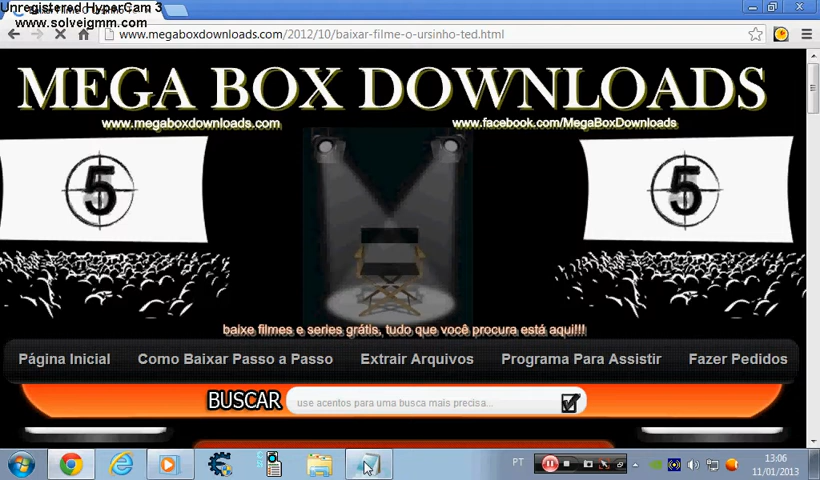 Unregistered HyperCam 3
www.solveigmm.com
www.megaboxdownloads.com/2012/10/baixar-filme-o-ursinho-ted.html
MEGA BOX DOWNLOADS
www.megaboxdownloads.com
www.facebook.com/MegaBoxDownloads
5
5
baixe filmes e series grátis, tudo que você procura está aqui!!!
Página Inicial
Como Baixar Passo a Passo
Extrair Arquivos
Programa Para Assistir
Fazer Pedidos
BUSCAR
use acentos para uma busca mais precisa...
PT
13:06
11/01/2013